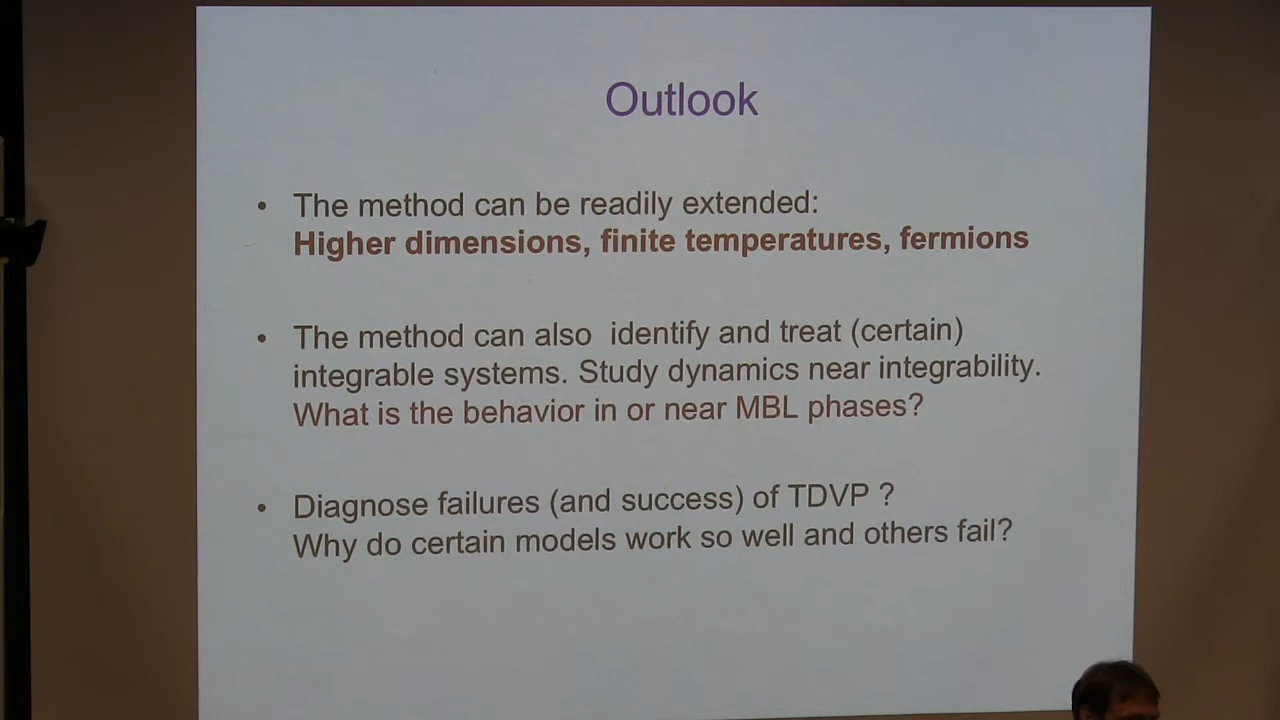 Outlook
• The method can be readily extended:
Higher dimensions, finite temperatures, fermions
• The method can also identify and treat (certain)
integrable systems. Study dynamics near integrability.
What is the behavior in or near MBL phases?
• Diagnose failures (and success) of TDVP ?
Why do certain models work so well and others fail?